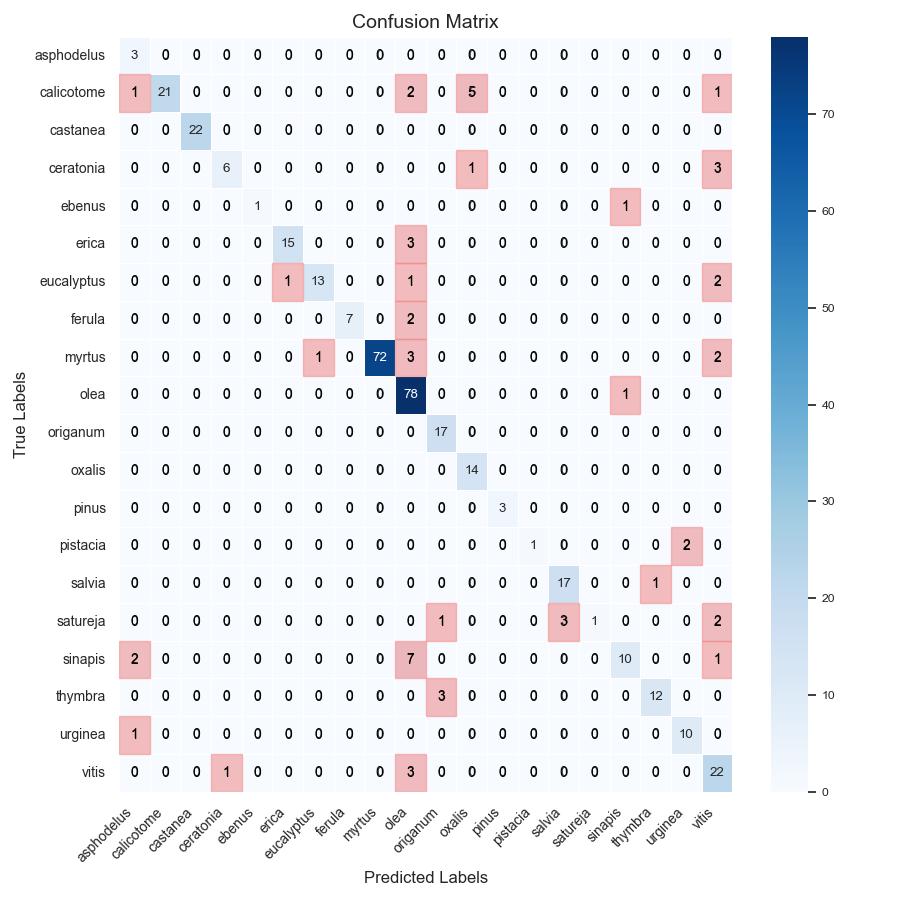 Confusion Matrix
True Labels
asphodelus 3 0 0 0 0 0 0 0 0 0 0 0 0 0 0 0 0 0 0 0
calicotome 1 21 0 0 0 0 0 0 0 2 0 5 0 0 0 0 0 0 0 1
castanea 0 0 22 0 0 0 0 0 0 0 0 0 0 0 0 0 0 0 0 0
ceratonia 0 0 0 6 0 0 0 0 0 0 0 1 0 0 0 0 0 0 0 3
ebenus 0 0 0 0 1 0 0 0 0 0 0 0 0 0 0 0 1 0 0 0
erica 0 0 0 0 0 15 0 0 0 3 0 0 0 0 0 0 0 0 0 0
eucalyptus 0 0 0 0 0 1 13 0 0 1 0 0 0 0 0 0 0 0 0 2
ferula 0 0 0 0 0 0 0 7 0 2 0 0 0 0 0 0 0 0 0 0
myrtus 0 0 0 0 0 0 1 0 72 3 0 0 0 0 0 0 0 0 0 2
olea 0 0 0 0 0 0 0 0 0 78 0 0 0 0 0 0 1 0 0 0
origanum 0 0 0 0 0 0 0 0 0 0 17 0 0 0 0 0 0 0 0 0
oxalis 0 0 0 0 0 0 0 0 0 0 0 14 0 0 0 0 0 0 0 0
pinus 0 0 0 0 0 0 0 0 0 0 0 0 3 0 0 0 0 0 0 0
pistacia 0 0 0 0 0 0 0 0 0 0 0 0 0 1 0 0 0 0 2 0
salvia 0 0 0 0 0 0 0 0 0 0 0 0 0 0 17 0 0 1 0 0
satureja 0 0 0 0 0 0 0 0 0 0 1 0 0 0 3 1 0 0 0 2
sinapis 2 0 0 0 0 0 0 0 0 7 0 0 0 0 0 0 10 0 0 1
thymbra 0 0 0 0 0 0 0 0 0 0 3 0 0 0 0 0 0 12 0 0
urginea 1 0 0 0 0 0 0 0 0 0 0 0 0 0 0 0 0 0 10 0
vitis 0 0 0 1 0 0 0 0 0 3 0 0 0 0 0 0 0 0 0 22
asphodelus calicotome castanea ceratonia ebenus erica eucalyptus ferula myrtus olea origanum oxalis pinus pistacia salvia satureja sinapis thymbra urginea vitis
Predicted Labels
70
60
50
40
30
20
10
0